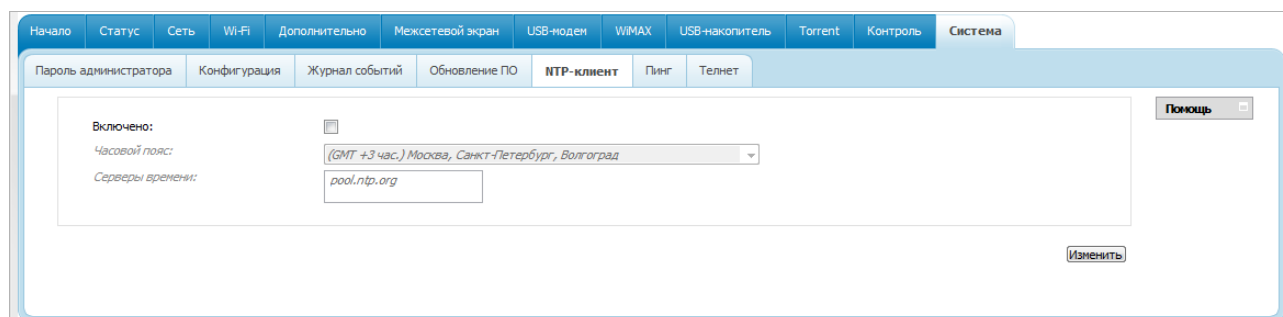 Начало Статус Сеть Wi-Fi Дополнительно Межсетевой экран USB-модем WiMAX USB-накопитель Torrent Контроль Система
Пароль администратора Конфигурация Журнал событий Обновление ПО NTP-клиент Пинг Телнет
Помощь
Включено:
Часовой пояс: (GMT +3 час.) Москва, Санкт-Петербург, Волгоград
Серверы времени: pool.ntp.org
Изменить